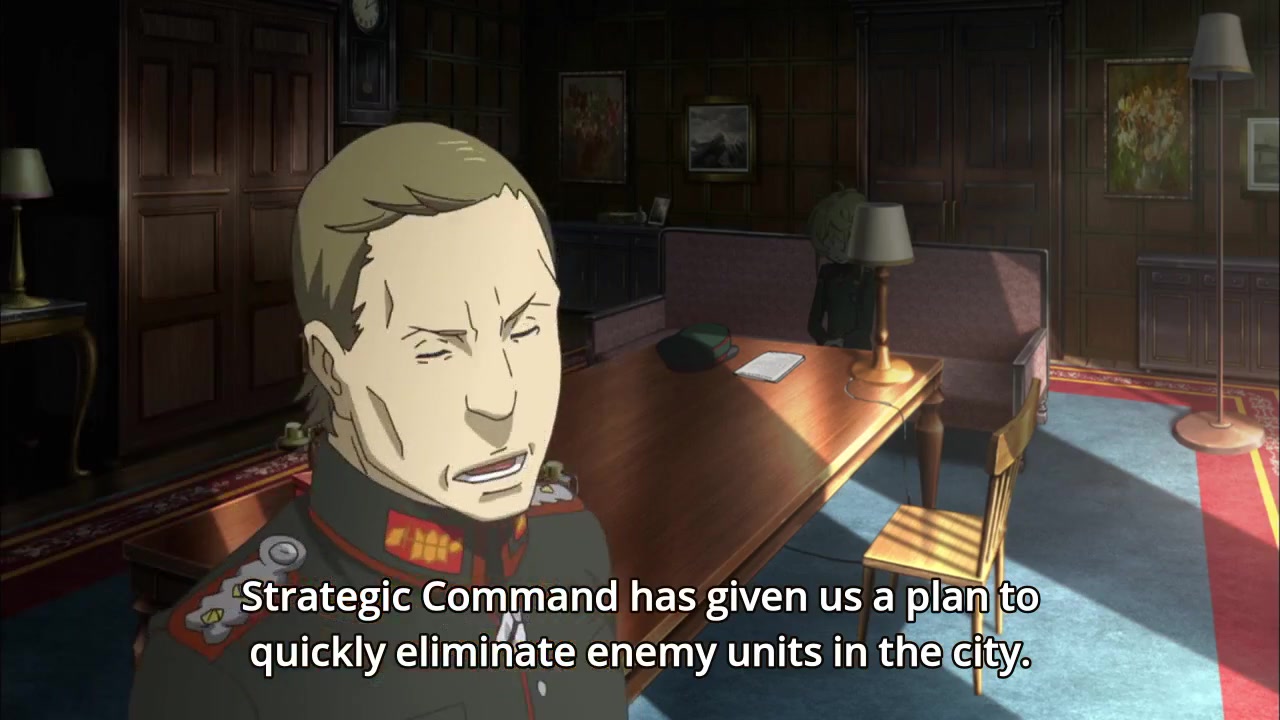 Strategic Command has given us a plan to
quickly eliminate enemy units in the city.